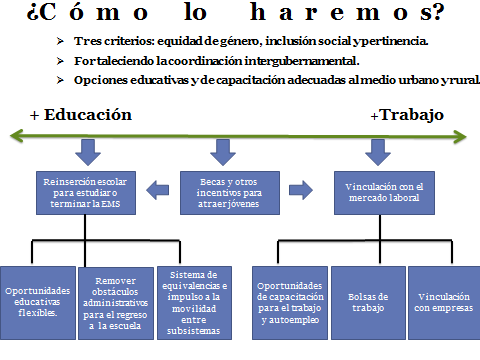 ¿Cómo lo haremos?
Tres criterios: equidad de género, inclusión social y pertinencia.
Fortaleciendo la coordinación intergubernamental.
Opciones educativas y de capacitación adecuadas al medio urbano y rural.
+ Educación
+Trabajo
Reinserción escolar
para estudiar o
terminar la EMS
Becas y otros
incentivos para
atraer jóvenes
Vinculación con el
mercado laboral
Oportunidades
educativas
flexibles.
Remover
obstáculos
administrativos
para el regreso
a la escuela
Sistema de
equivalencias e
impulso a la
movilidad
entre
subsistemas
Oportunidades
de capacitación
para el trabajo
y autoempleo
Bolsas de
trabajo
Vinculación
con empresas